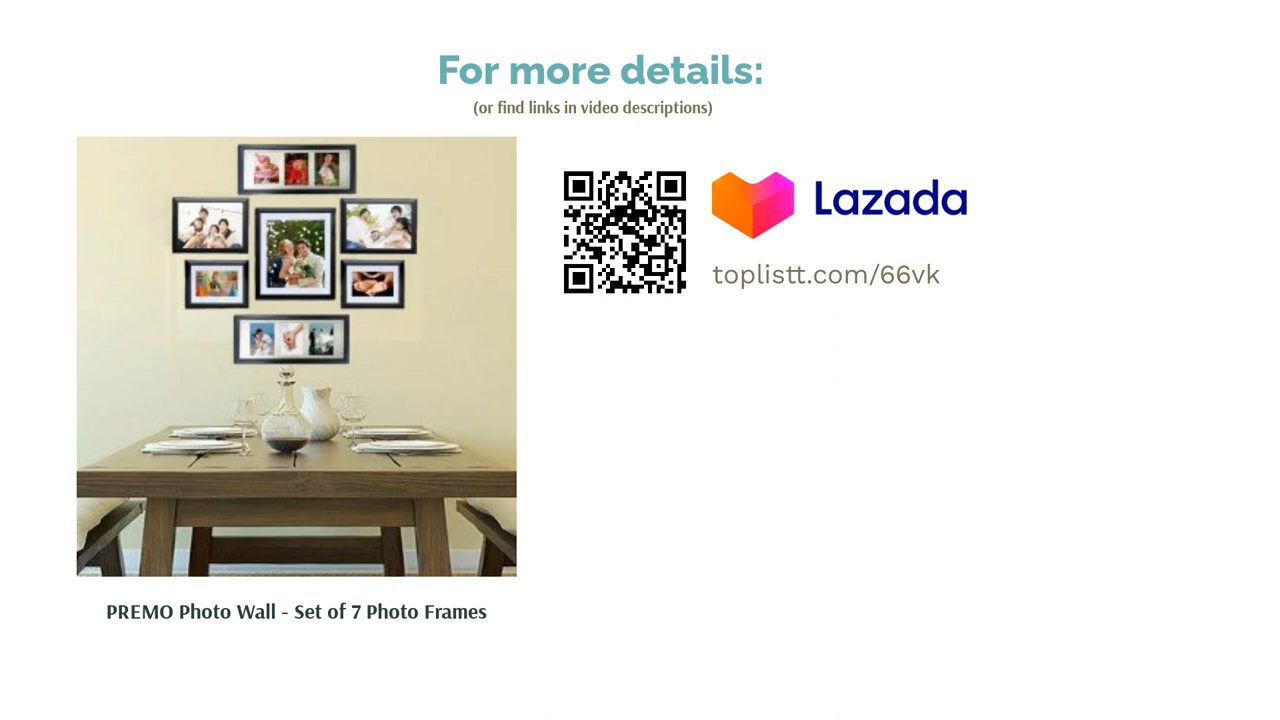 For more details:
(or find links in video descriptions)
Lazada
toplistt.com/66vk
PREMO Photo Wall - Set of 7 Photo Frames